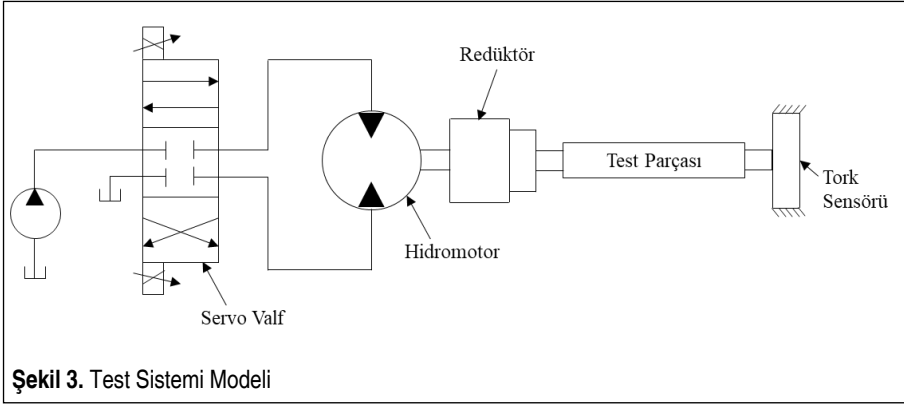 Redüktör
Test Parçası
Tork
Sensörü
Hidromotor
Servo Valf
Şekil 3. Test Sistemi Modeli